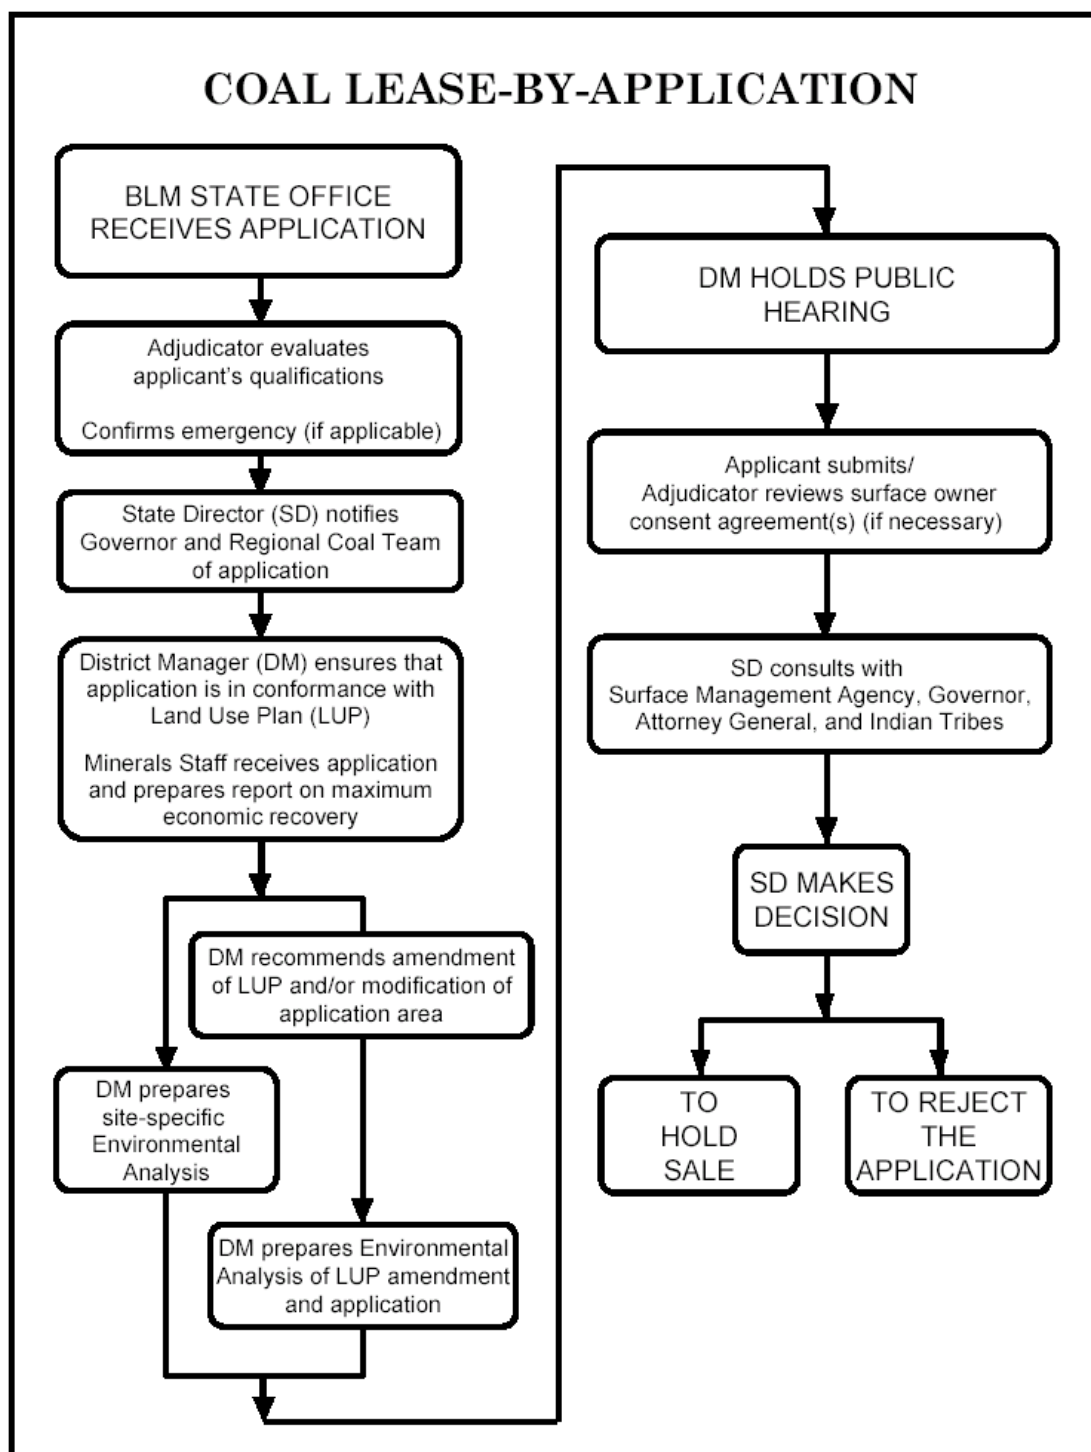 COAL LEASE-BY-APPLICATION
BLM STATE OFFICE
RECEIVES APPLICATION
Adjudicator evaluates
applicant's qualifications
Confirms emergency (if applicable)
State Director (SD) notifies
Governor and Regional Coal Team
of application
District Manager (DM) ensures that
application is in conformance with
Land Use Plan (LUP)
Minerals Staff receives application
and prepares report on maximum
economic recovery
DM recommends amendment
of LUP and/or modification of
application area
DM prepares
site-specific
Environmental
Analysis
DM prepares Environmental
Analysis of LUP amendment
and application
DM HOLDS PUBLIC
HEARING
Applicant submits/
Adjudicator reviews surface owner
consent agreement(s) (if necessary)
SD consults with
Surface Management Agency, Governor,
Attorney General, and Indian Tribes
SD MAKES
DECISION
TO
HOLD
SALE
TO REJECT
THE
APPLICATION